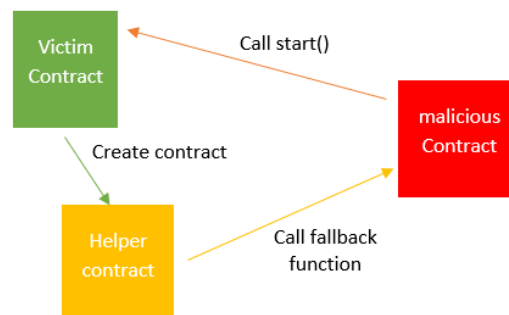 Victim
Contract
Call start()
malicious
Contract
Create contract
Helper
contract
Call fallback
function